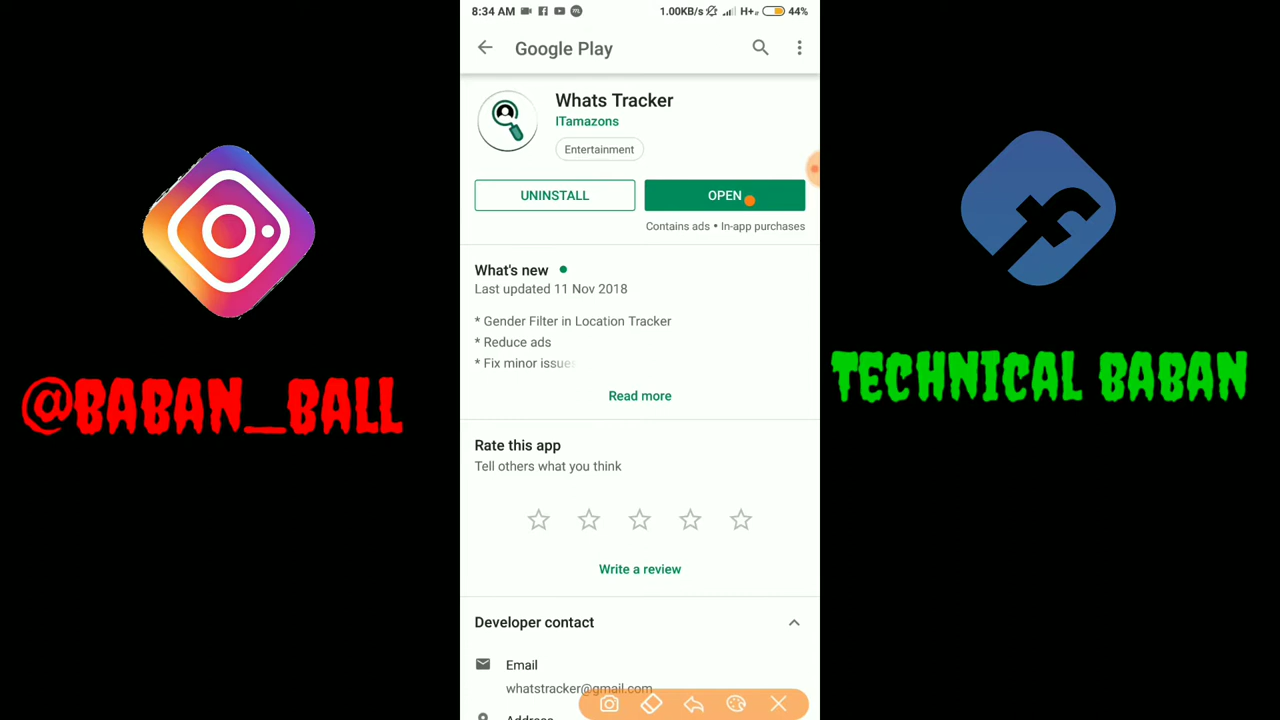 8:34 AM 1.00KB/s H+ 44%
Google Play
Whats Tracker
ITamazons
Entertainment
UNINSTALL OPEN
Contains ads • In-app purchases
What's new
Last updated 11 Nov 2018
* Gender Filter in Location Tracker
* Reduce ads
* Fix minor issues
Read more
Rate this app
Tell others what you think
Write a review
Developer contact
Email
whatstracker@gmail.com
Address
@BABAN_BALL
TECHNICAL BABAN